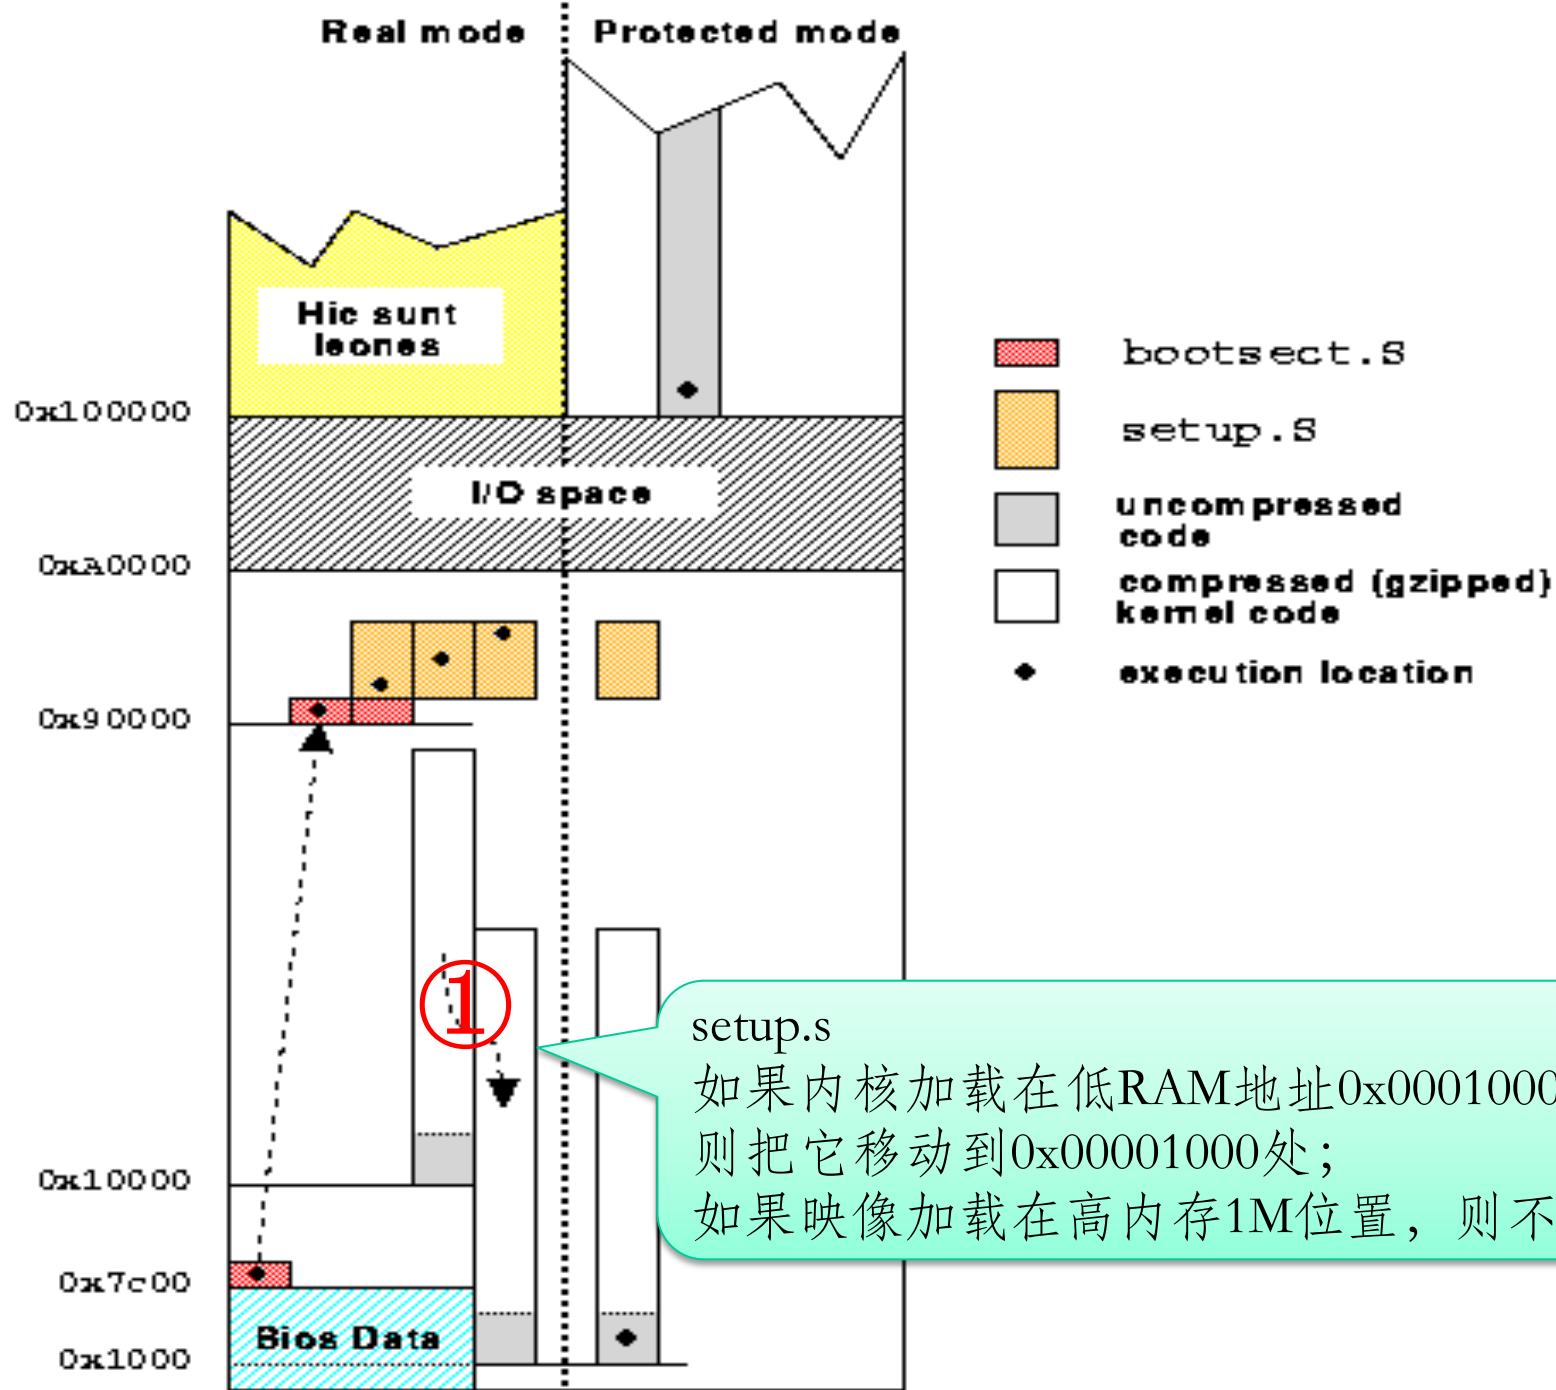 Real mode
Protected mode
Hic sunt
leones
0x100000
I/O space
0xA0000
0x90000
0x10000
0x7c00
Bios Data
0x1000
bootsect.S
setup.S
uncompressed
code
compressed (gzipped)
kernel code
execution location
①
setup.s
如果内核加载在低RAM地址0x0001000
则把它移动到0x00001000处;
如果映像加载在高内存1M位置，则不